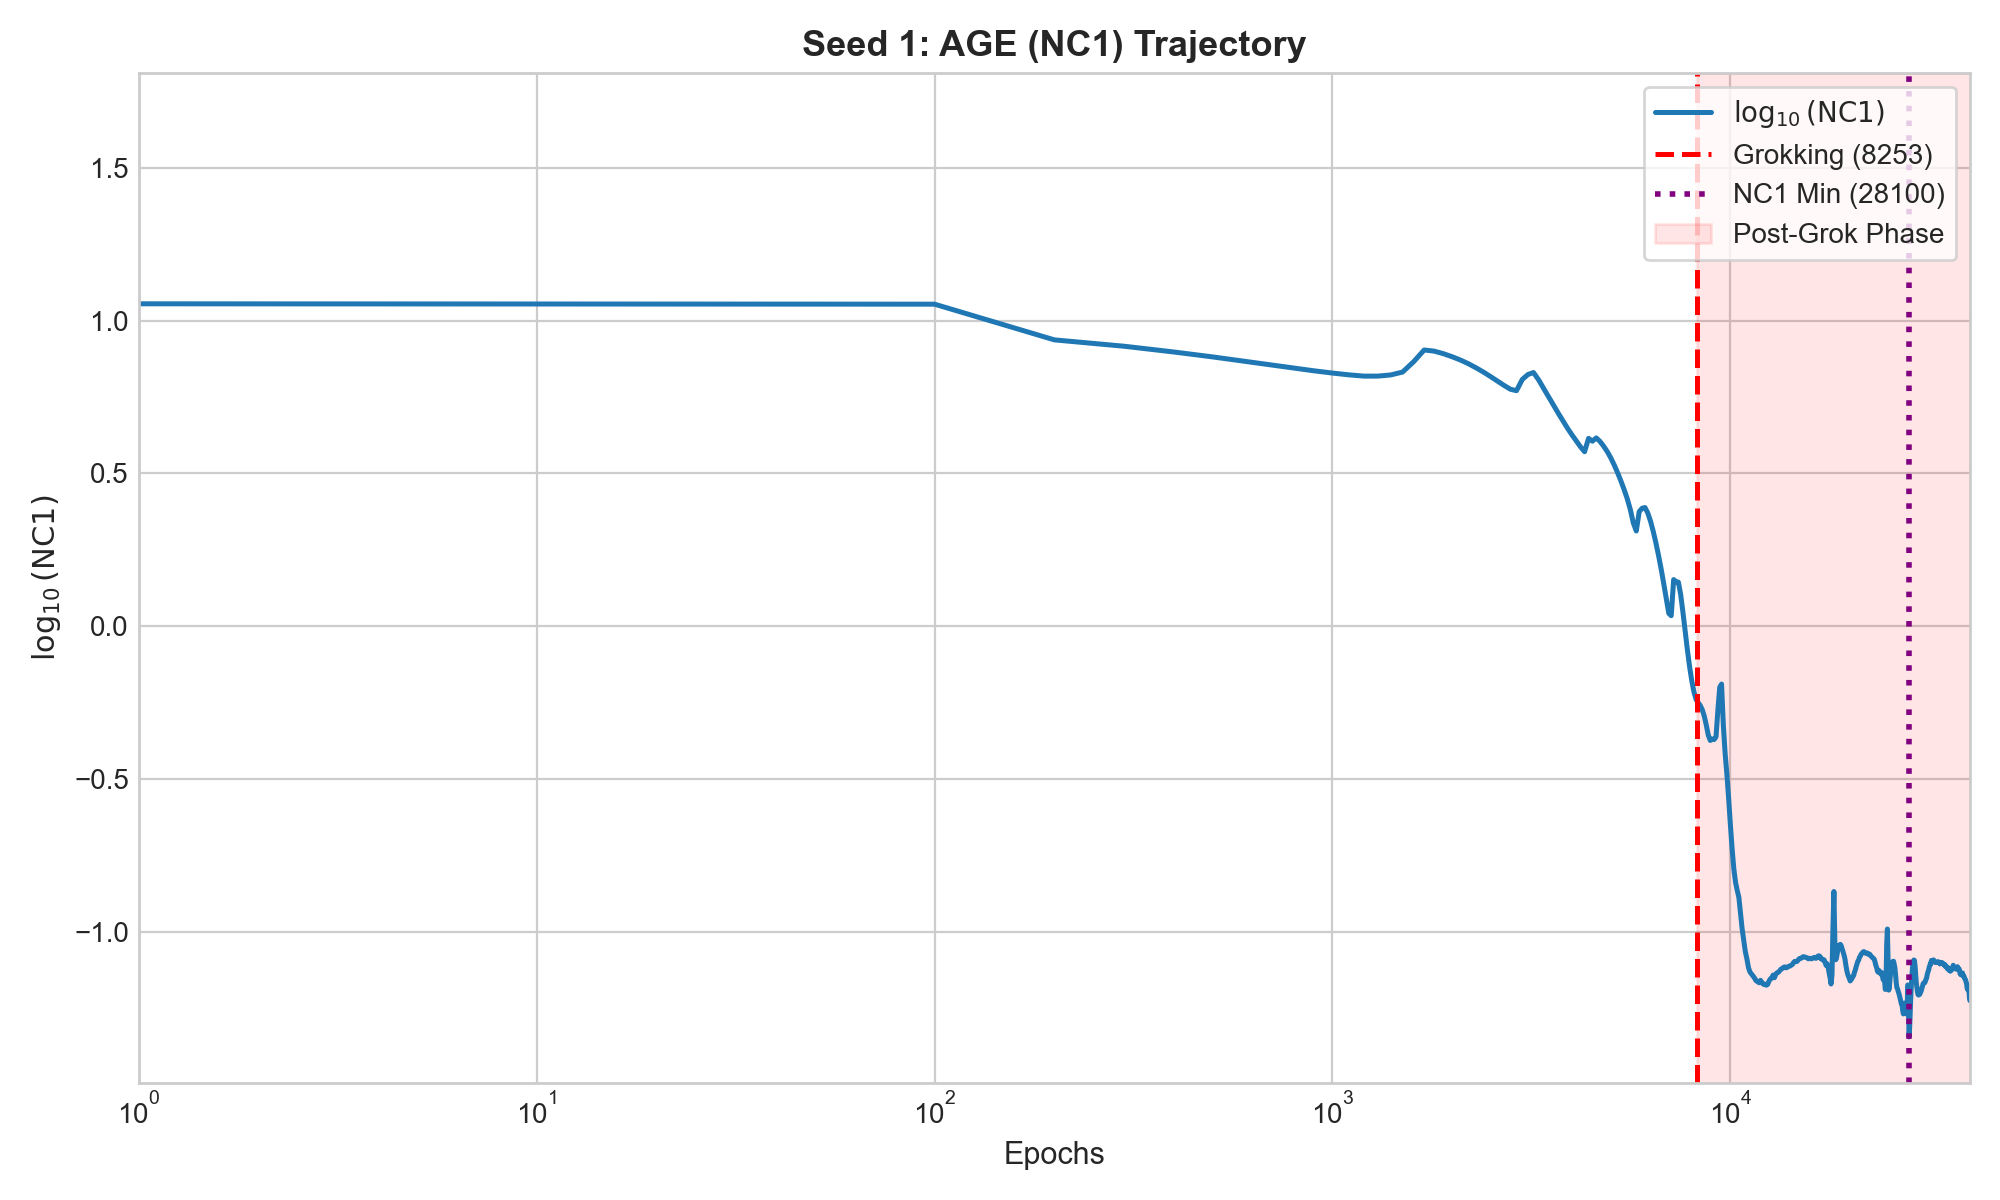 Seed 1: AGE (NC1) Trajectory
log₁₀ (NC1)
Grokking (8253)
NC1 Min (28100)
Post-Grok Phase
log₁₀ (NC1)
1.5
1.0
0.5
0.0
−0.5
−1.0
10⁰ 10¹ 10² 10³ 10⁴
Epochs